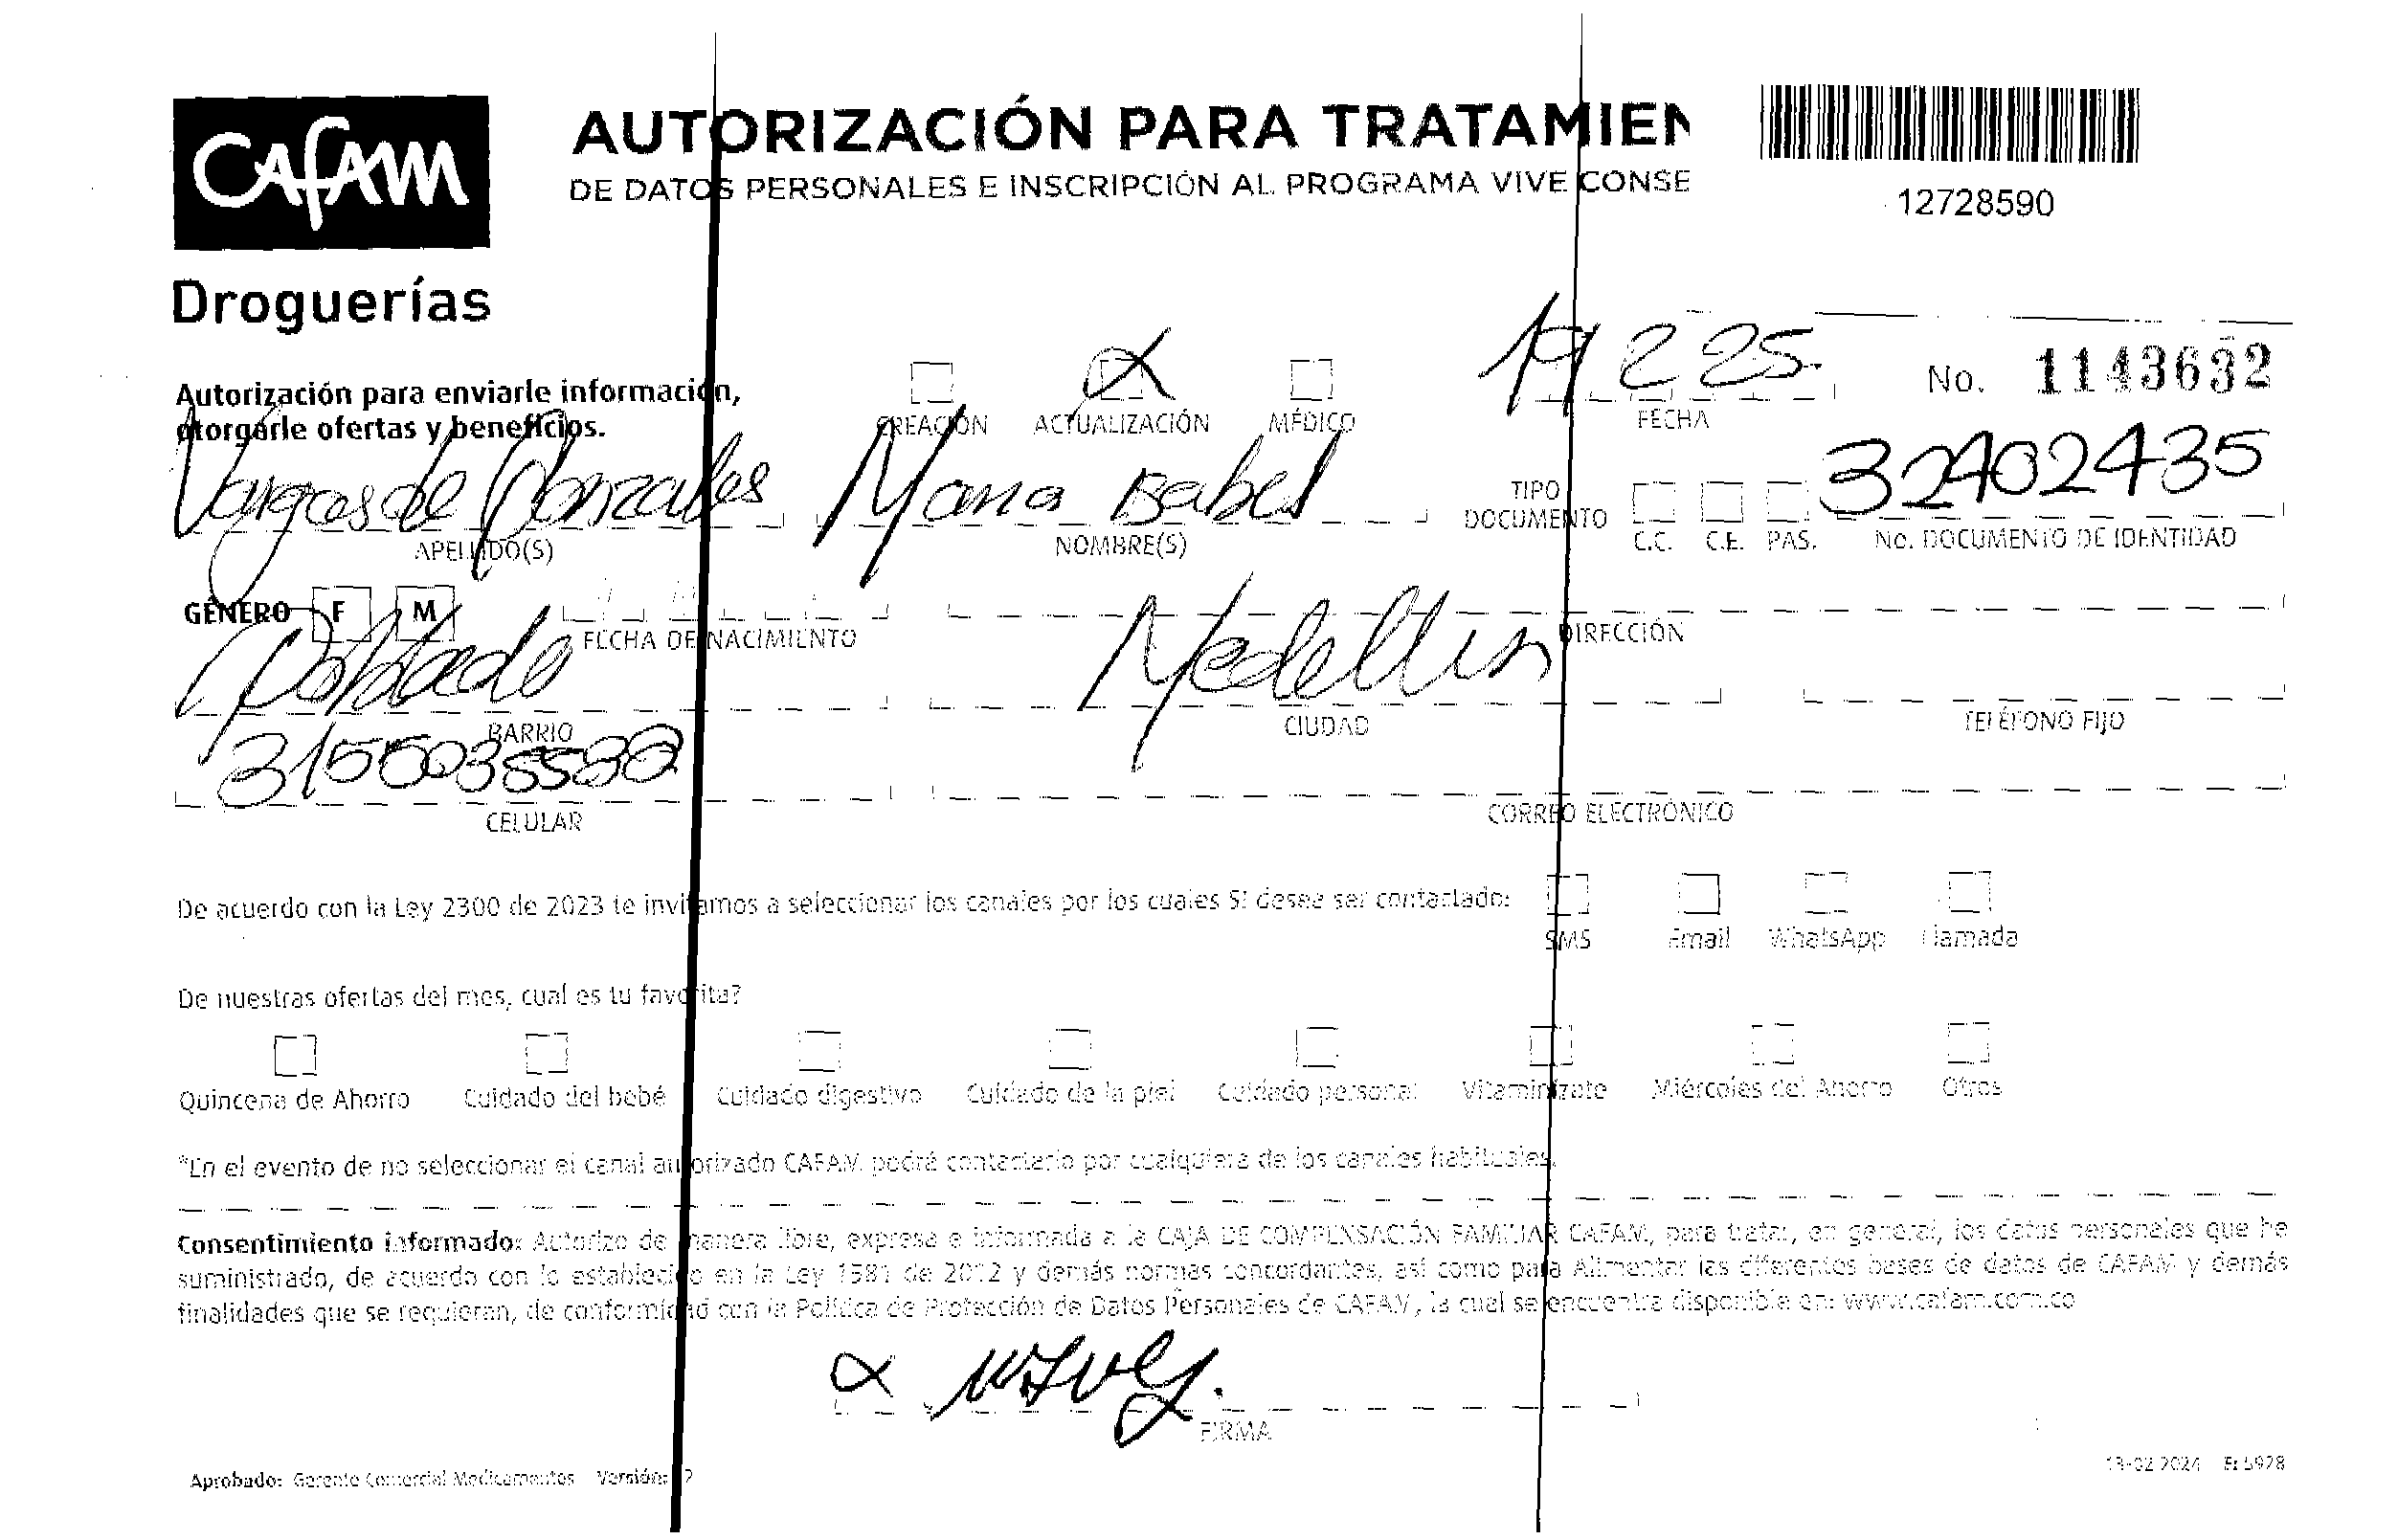 CAFAM
AUTORIZACIÓN PARA TRATAMIEN
DE DATOS PERSONALES E INSCRIPCIÓN AL PROGRAMA VIVE CONSE
12728590
Droguerías
Autorización para enviarle información,
otorgarle ofertas y beneficios.
CREACIÓN ACTUALIZACIÓN MÉDICO
19 2 25
FECHA
No. 1143632
Vargas de Gonzales Maria Isabel
TIPO DOCUMENTO C.C. C.E. PAS.
32402435
APELLIDO(S) NOMBRE(S) No. DOCUMENTO DE IDENTIDAD
GÉNERO F M FECHA DE NACIMIENTO DIRECCIÓN
Poblado Medellin
BARRIO CIUDAD TELÉFONO FIJO
CELULAR CORREO ELECTRÓNICO
De acuerdo con la Ley 2300 de 2023 te invitamos a seleccionar los canales por los cuales SI desea ser contactado:
SMS Email WhatsApp Llamada
De nuestras ofertas del mes, cual es tu favorita?
Quincena de Ahorro Cuidado del bebé Cuidado digestivo Cuidado de la piel Cuidado personal Vitaminízate Miércoles del Ahorro Otros
*En el evento de no seleccionar el canal autorizado CAFAM. podrá contactarlo por cualquiera de los canales habituales.
Consentimiento informado: Autorizo de manera libre, expresa e informada a la CAJA DE COMPENSACIÓN FAMILIAR CAFAM, para tratar, en general, los datos personales que he
suministrado, de acuerdo con lo establecido en la Ley 1581 de 2012 y demás normas concordantes, así como para Alimentar las diferentes bases de datos de CAFAM y demás
finalidades que se requieran, de conformidad con la Política de Protección de Datos Personales de CAFAM, la cual se encuentra disponible en: www.cafam.com.co
FIRMA
Aprobado: Gerente Comercial Medicamentos Versión: 2
13-02 2024 Ft 5928